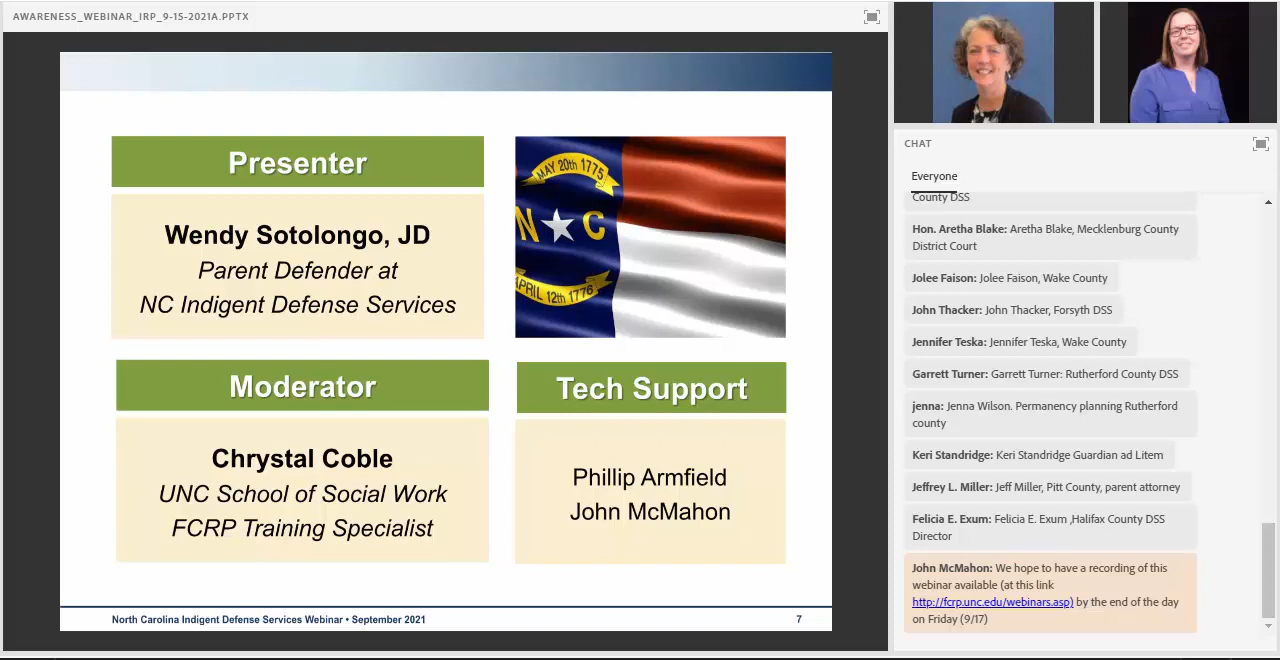 AWARENESS_WEBINAR_IRP_9-15-2021A.PPTX
Presenter
Wendy Sotolongo, JD
Parent Defender at
NC Indigent Defense Services
MAY 20th 1775
N C
APRIL 12th 1776
Moderator
Chrystal Coble
UNC School of Social Work
FCRP Training Specialist
Tech Support
Phillip Armfield
John McMahon
North Carolina Indigent Defense Services Webinar • September 2021
7
CHAT
Everyone
County DSS
Hon. Aretha Blake: Aretha Blake, Mecklenburg County
District Court
Jolee Faison: Jolee Faison, Wake County
John Thacker: John Thacker, Forsyth DSS
Jennifer Teska: Jennifer Teska, Wake County
Garrett Turner: Garrett Turner: Rutherford County DSS
jenna: Jenna Wilson. Permanency planning Rutherford
county
Keri Standridge: Keri Standridge Guardian ad Litem
Jeffrey L. Miller: Jeff Miller, Pitt County, parent attorney
Felicia E. Exum: Felicia E. Exum ,Halifax County DSS
Director
John McMahon: We hope to have a recording of this
webinar available (at this link
http://fcrp.unc.edu/webinars.asp) by the end of the day
on Friday (9/17)